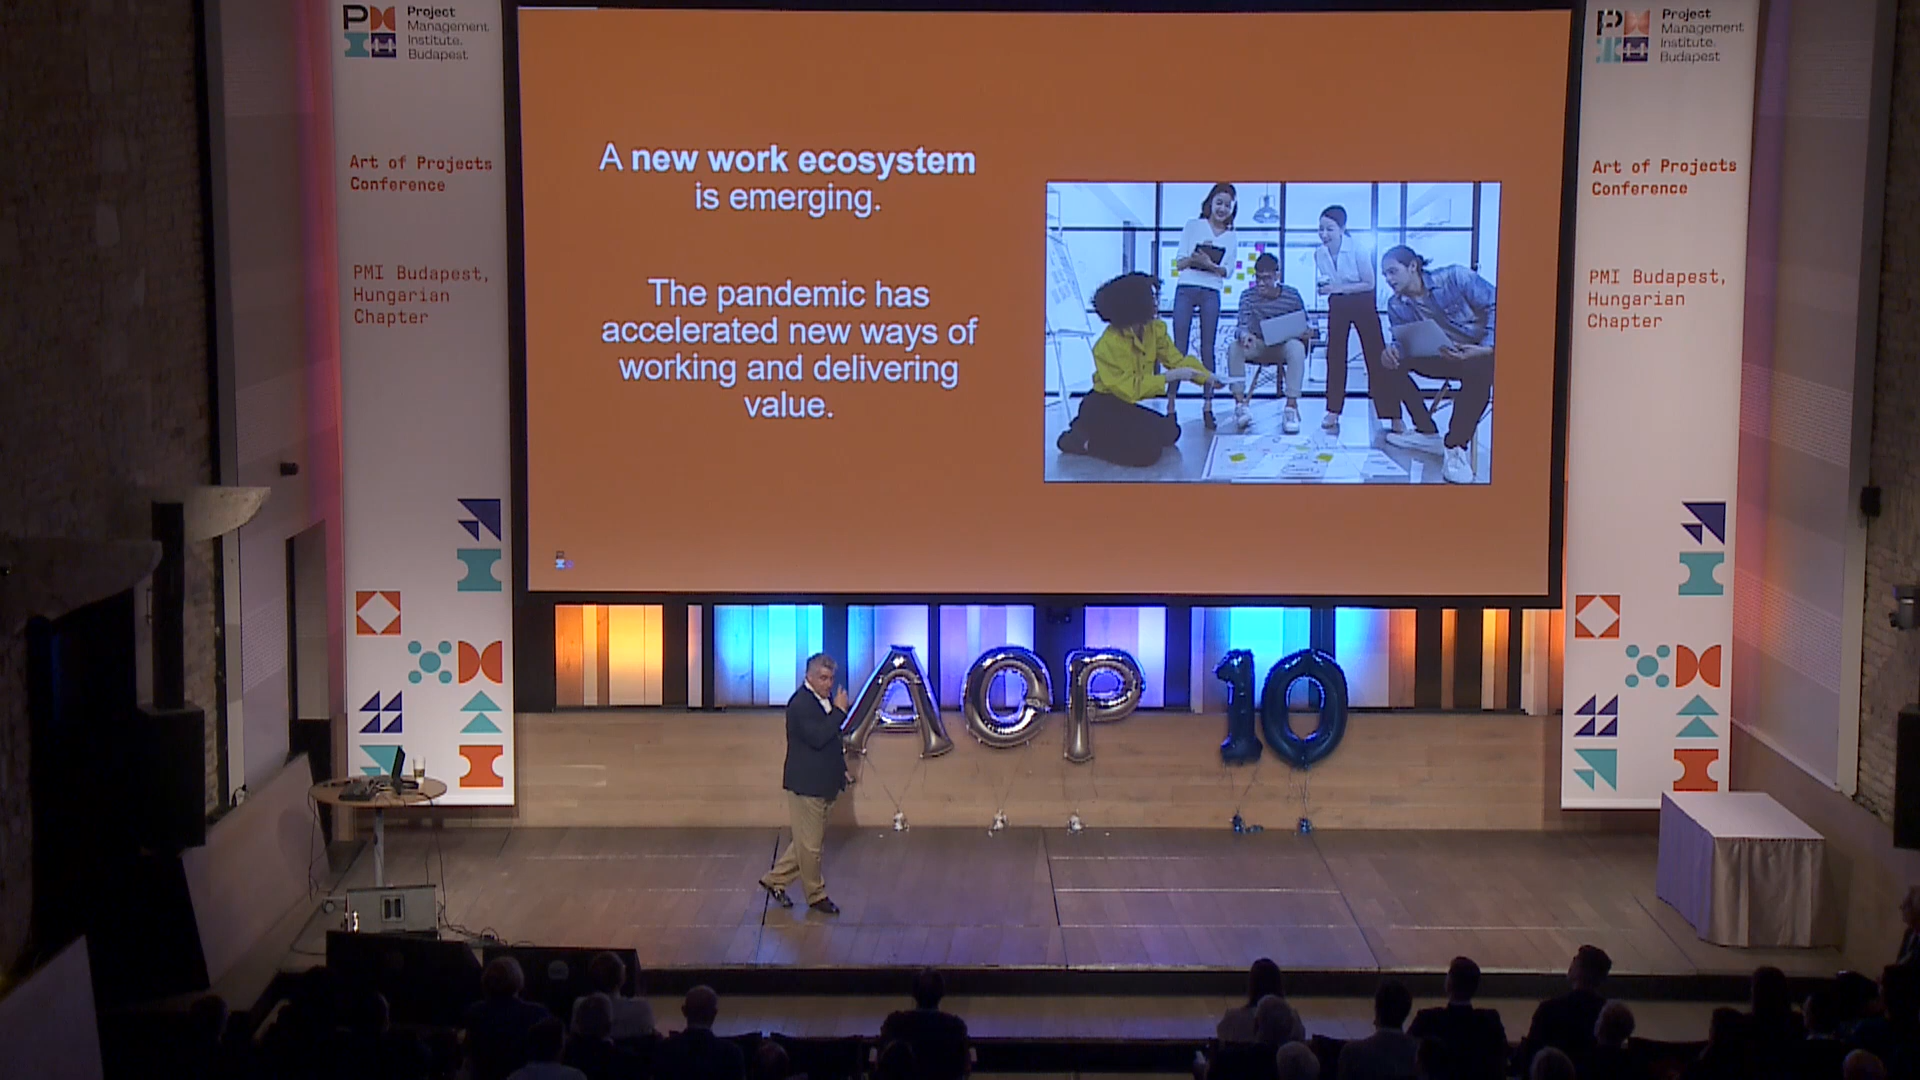 Project
Management
Institute.
Budapest
Art of Projects
Conference
PMI Budapest,
Hungarian
Chapter
A new work ecosystem
is emerging.
The pandemic has
accelerated new ways of
working and delivering
value.
AOP 10
Project
Management
Institute.
Budapest
Art of Projects
Conference
PMI Budapest,
Hungarian
Chapter